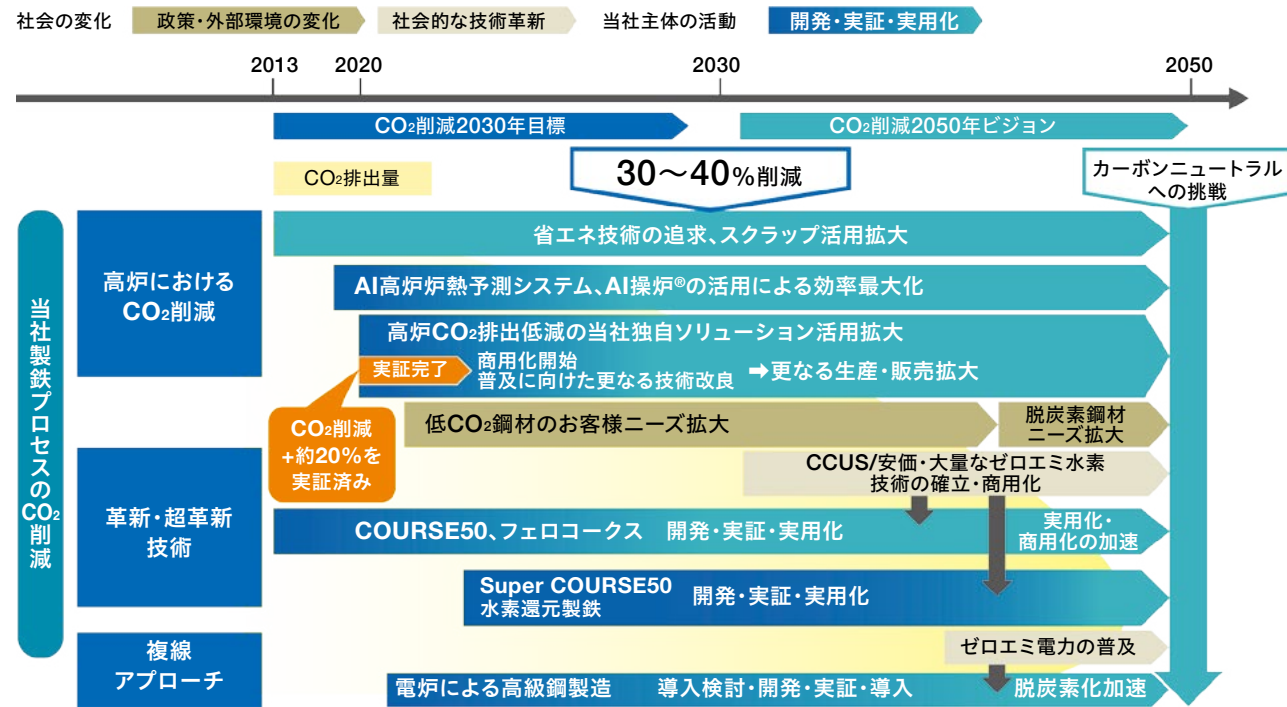 社会の変化
政策・外部環境の変化
社会的な技術革新
当社主体の活動
開発・実証・実用化
2013
2020
2030
2050
CO₂削減2030年目標
CO₂削減2050年ビジョン
CO₂排出量
30〜40%削減
カーボンニュートラル
への挑戦
当社製鉄プロセスのCO₂削減
高炉における
CO₂削減
省エネ技術の追求、スクラップ活用拡大
AI高炉炉熱予測システム、AI操炉®の活用による効率最大化
高炉CO₂排出低減の当社独自ソリューション活用拡大
実証完了
商用化開始
普及に向けた更なる技術改良
➡更なる生産・販売拡大
CO₂削減
+約20%を
実証済み
低CO₂鋼材のお客様ニーズ拡大
脱炭素鋼材
ニーズ拡大
革新・超革新
技術
CCUS/安価・大量なゼロエミ水素
技術の確立・商用化
COURSE50、フェロコークス 開発・実証・実用化
実用化・
商用化の加速
Super COURSE50
水素還元製鉄
開発・実証・実用化
複線
アプローチ
ゼロエミ電力の普及
電炉による高級鋼製造 導入検討・開発・実証・導入
脱炭素化加速